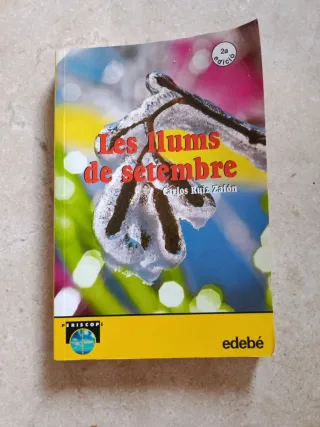 2a
edició
Les llums
de setembre
Carlos Ruiz Zafón
PERISCOPI
edebé